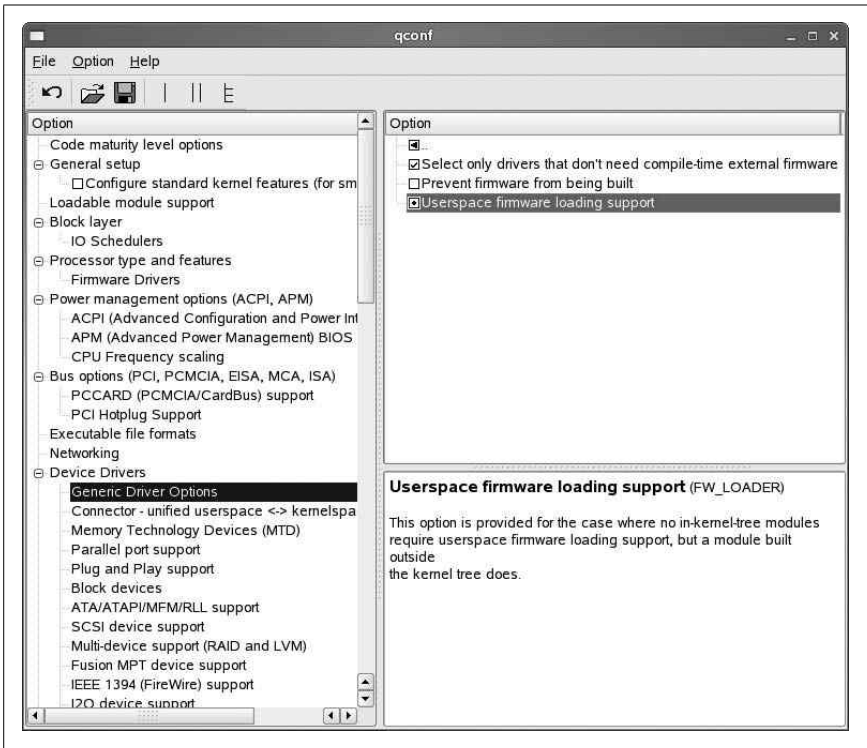 qconf
File Option Help
Option
Code maturity level options
General setup
Configure standard kernel features (for sm
Loadable module support
Block layer
IO Schedulers
Processor type and features
Firmware Drivers
Power management options (ACPI, APM)
ACPI (Advanced Configuration and Power Int
APM (Advanced Power Management) BIOS
CPU Frequency scaling
Bus options (PCI, PCMCIA, EISA, MCA, ISA)
PCCARD (PCMCIA/CardBus) support
PCI Hotplug Support
Executable file formats
Networking
Device Drivers
Generic Driver Options
Connector - unified userspace <-> kernelspa
Memory Technology Devices (MTD)
Parallel port support
Plug and Play support
Block devices
ATA/ATAPI/MFM/RLL support
SCSI device support
Multi-device support (RAID and LVM)
Fusion MPT device support
IEEE 1394 (FireWire) support
I2O device support
Option
..
Select only drivers that don't need compile-time external firmware
Prevent firmware from being built
Userspace firmware loading support
Userspace firmware loading support (FW_LOADER)
This option is provided for the case where no in-kernel-tree modules
require userspace firmware loading support, but a module built
outside
the kernel tree does.